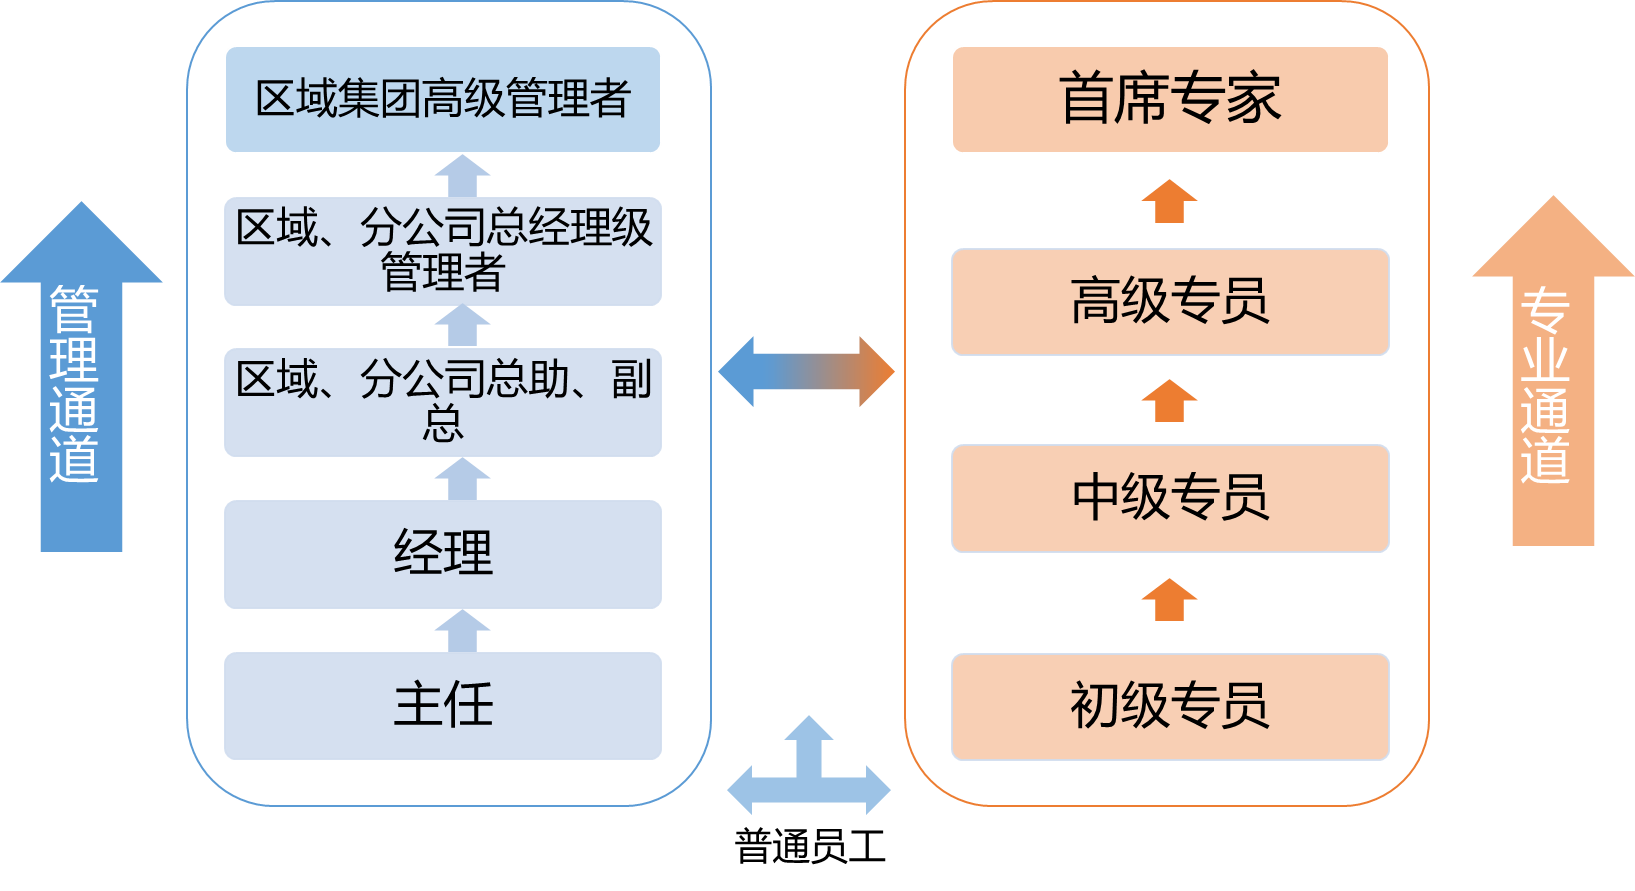 管理通道
区域集团高级管理者
区域、分公司总经理级
管理者
区域、分公司总助、副
总
经理
主任
首席专家
高级专员
中级专员
初级专员
专业通道
普通员工